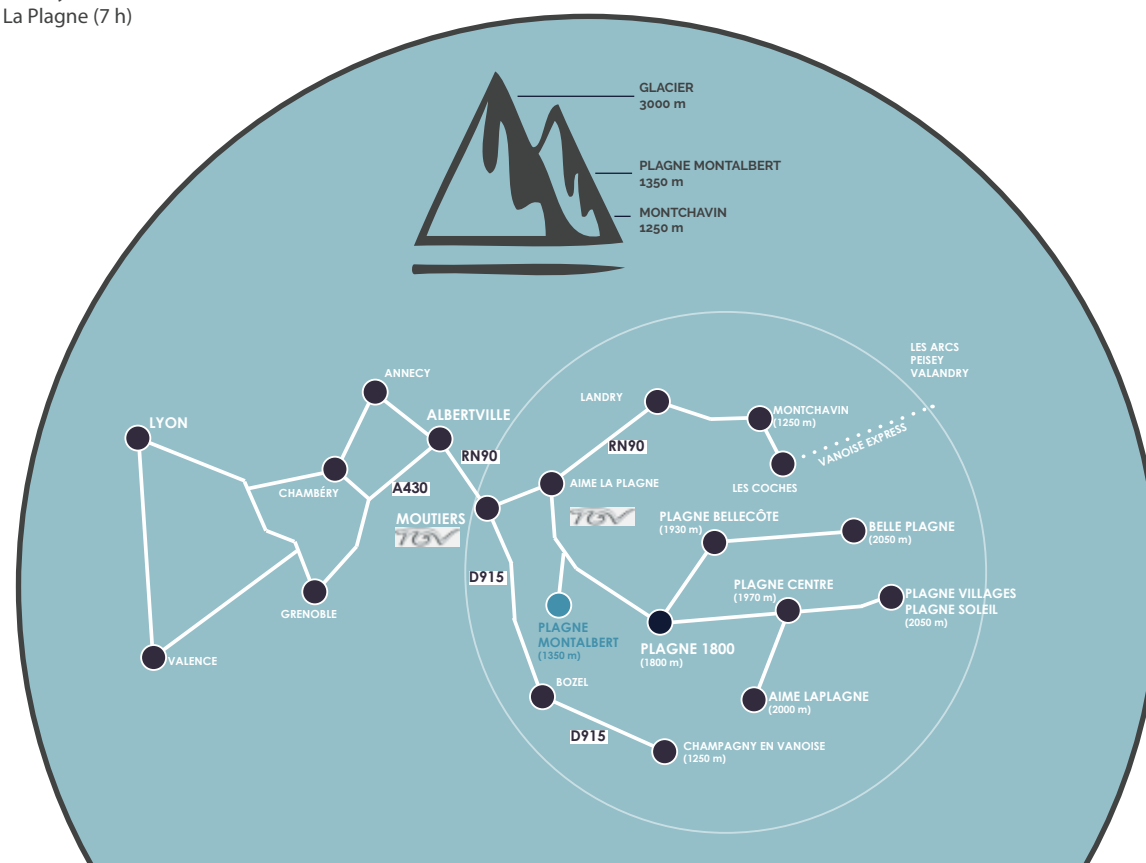 La Plagne (7 h)
GLACIER
3000 m
PLAGNE MONTALBERT
1350 m
MONTCHAVIN
1250 m
LES ARCS
PEISEY
VALANDRY
ANNECY
LANDRY
LYON
ALBERTVILLE
MONTCHAVIN
(1250 m)
RN90
RN90
VANOISE EXPRESS
CHAMBÉRY
A430
AIME LA PLAGNE
LES COCHES
MOUTIERS
TGV
TGV
PLAGNE BELLECÔTE
(1930 m)
BELLE PLAGNE
(2050 m)
D915
PLAGNE CENTRE
(1970 m)
PLAGNE VILLAGES
PLAGNE SOLEIL
(2050 m)
GRENOBLE
PLAGNE
MONTALBERT
(1350 m)
PLAGNE 1800
(1800 m)
VALENCE
BOZEL
AIME LAPLAGNE
(2000 m)
D915
CHAMPAGNY EN VANOISE
(1250 m)